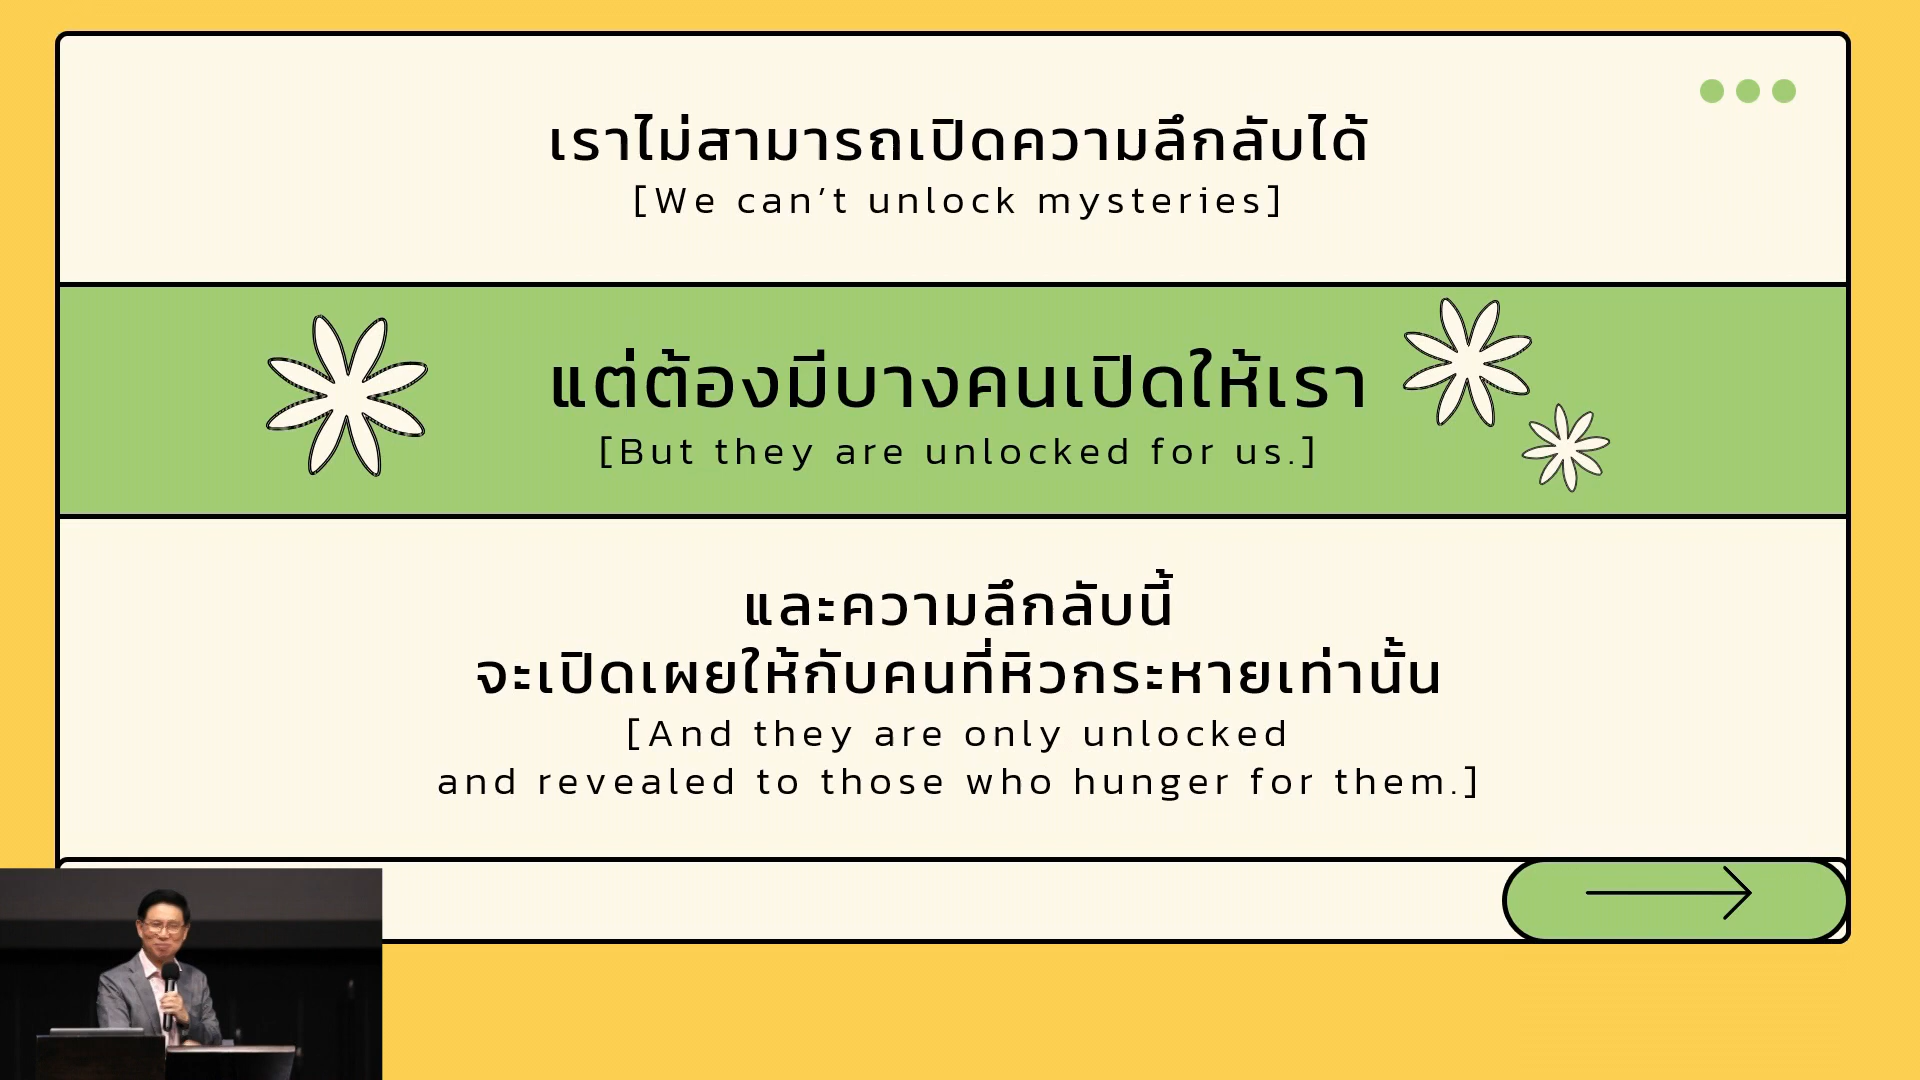 เราไม่สามารถเปิดความลึกลับได้
[We can’t unlock mysteries]
แต่ต้องมีบางคนเปิดให้เรา
[But they are unlocked for us.]
และความลึกลับนี้
จะเปิดเผยให้กับคนที่หิวกระหายเท่านั้น
[And they are only unlocked
and revealed to those who hunger for them.]